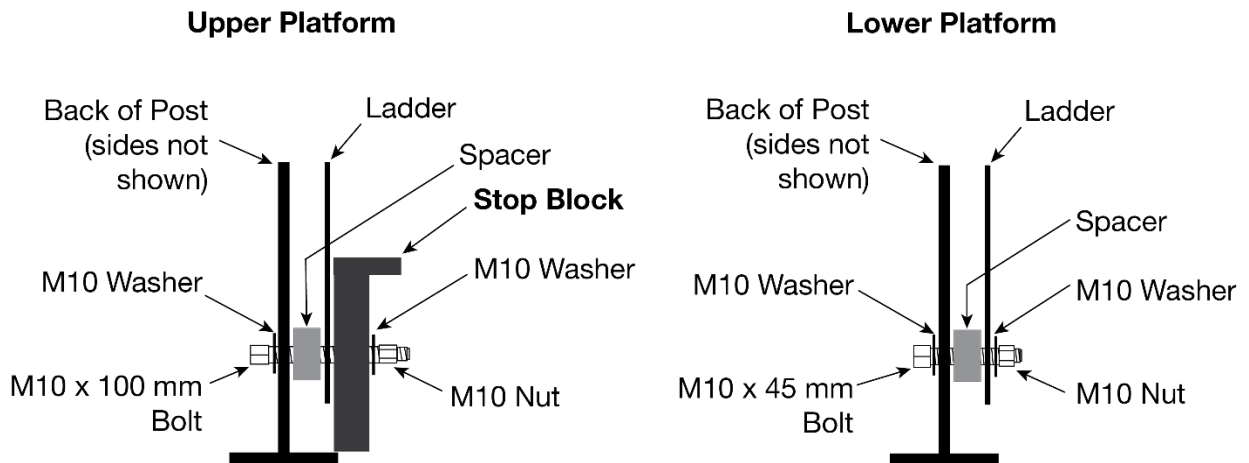 Upper Platform
Back of Post
(sides not
shown)
Ladder
Spacer
Stop Block
M10 Washer
M10 Washer
M10 x 100 mm
Bolt
M10 Nut
Lower Platform
Back of Post
(sides not
shown)
Ladder
Spacer
M10 Washer
M10 Washer
M10 x 45 mm
Bolt
M10 Nut